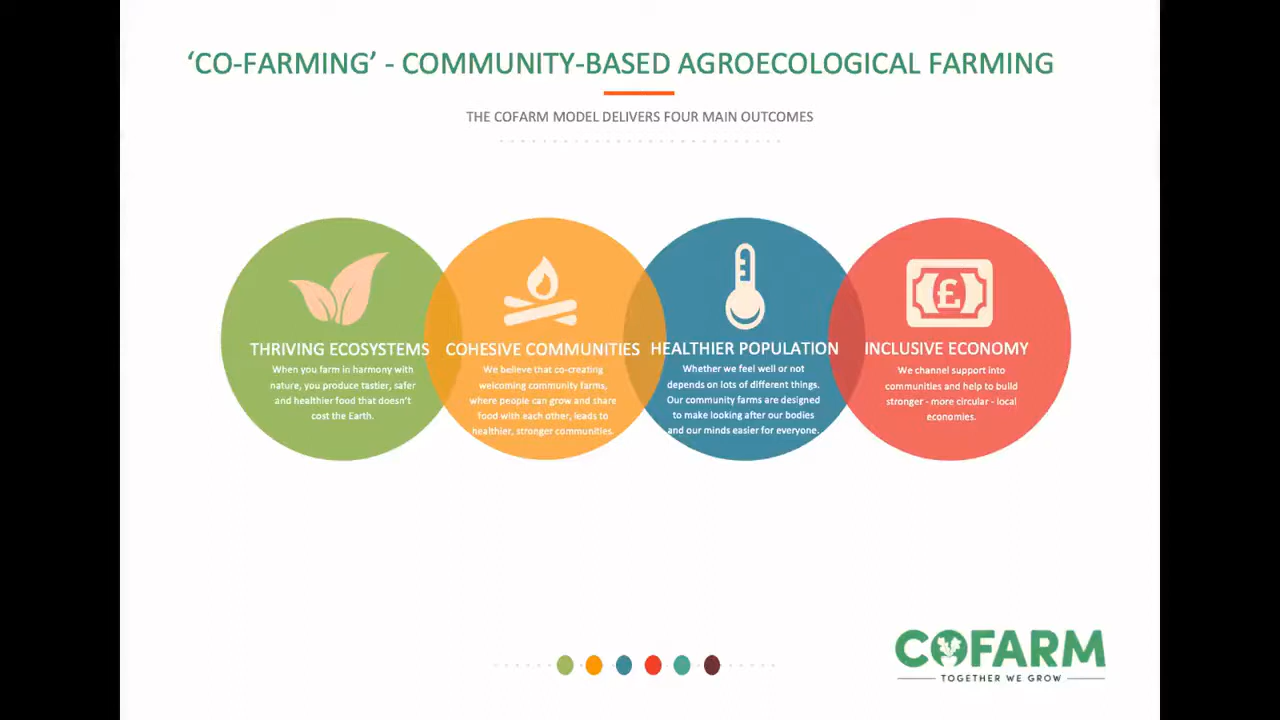 ‘CO-FARMING’ - COMMUNITY-BASED AGROECOLOGICAL FARMING
THE COFARM MODEL DELIVERS FOUR MAIN OUTCOMES
THRIVING ECOSYSTEMS
When you farm in harmony with
nature, you produce tastier, safer
and healthier food that doesn't
cost the Earth.
COHESIVE COMMUNITIES
We believe that co-creating
welcoming community farms,
where people can grow and share
food with each other, leads to
healthier, stronger communities.
HEALTHIER POPULATION
Whether we feel well or not
depends on lots of different things.
Our community farms are designed
to make looking after our bodies
and our minds easier for everyone.
£
INCLUSIVE ECONOMY
We channel support into
communities and help to build
stronger - more circular - local
economies.
COFARM
TOGETHER WE GROW